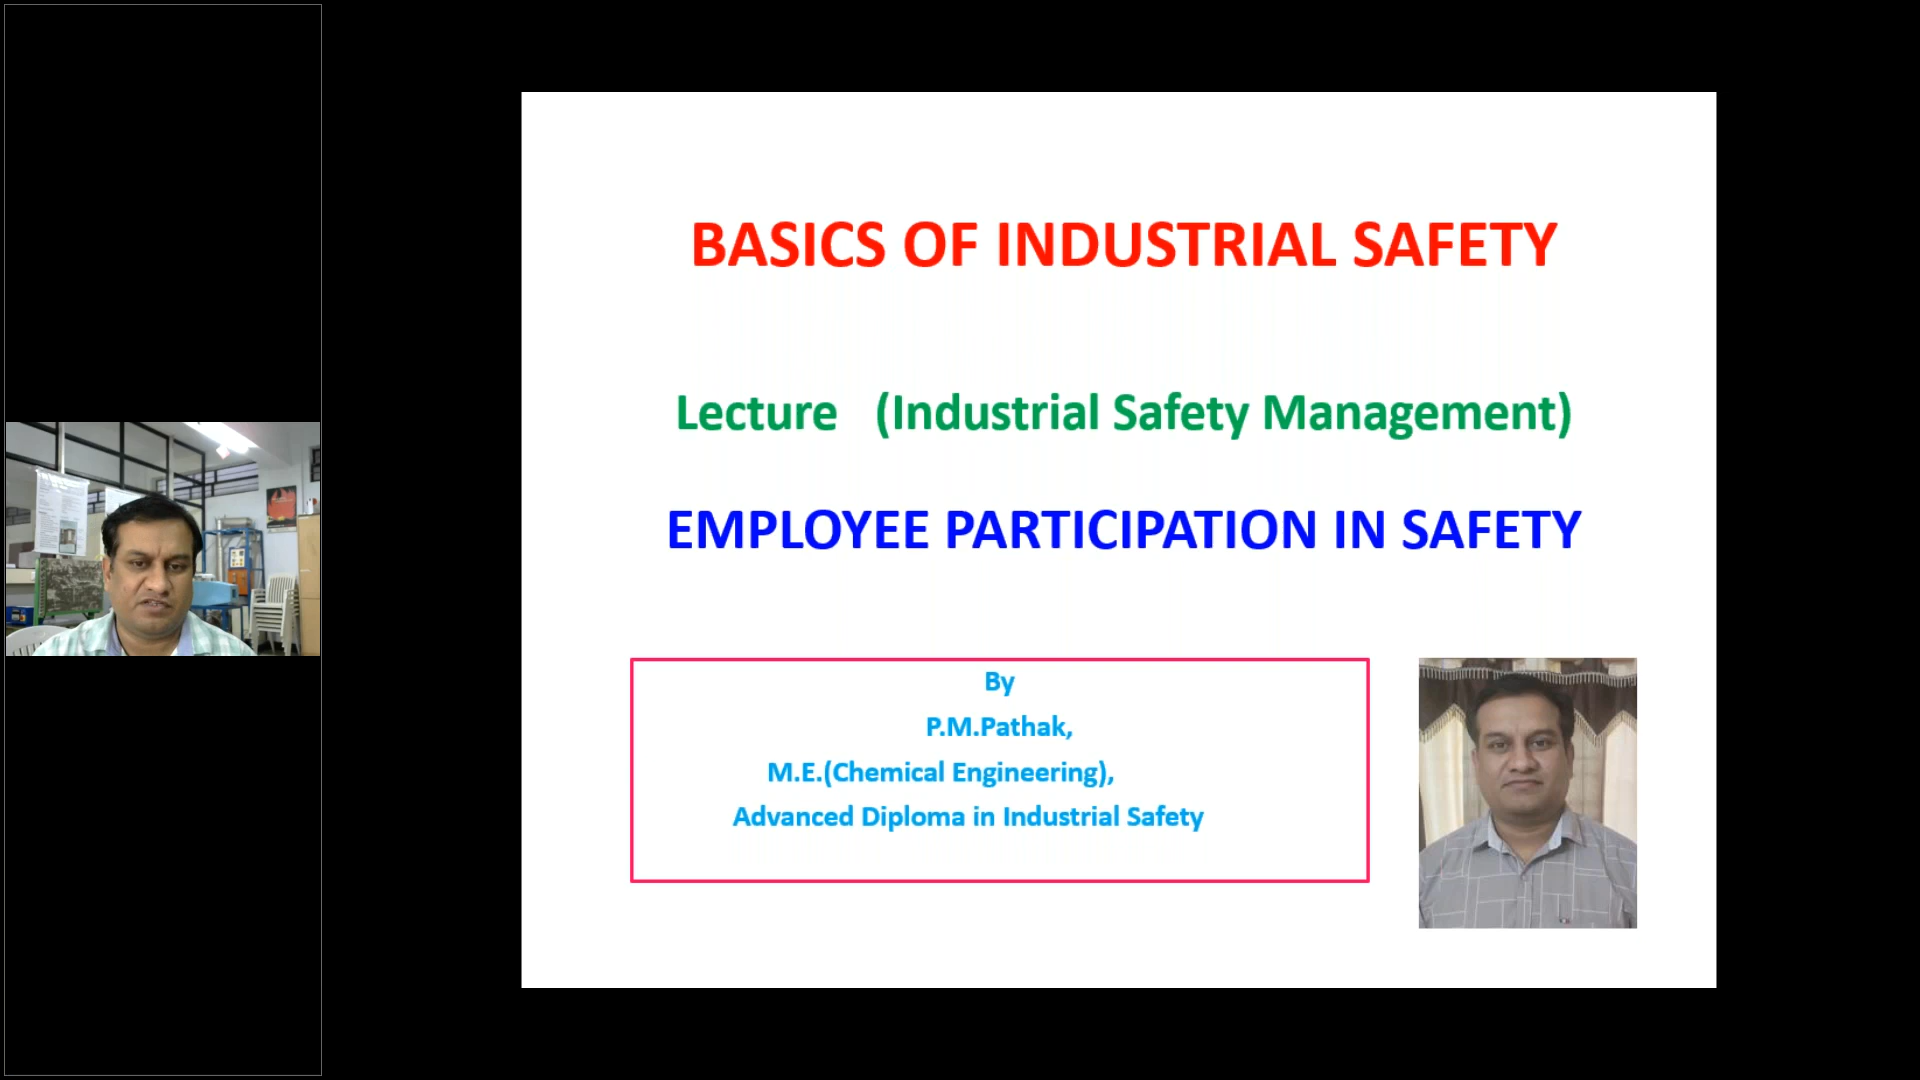 BASICS OF INDUSTRIAL SAFETY
Lecture (Industrial Safety Management)
EMPLOYEE PARTICIPATION IN SAFETY
By
P.M.Pathak,
M.E.(Chemical Engineering),
Advanced Diploma in Industrial Safety